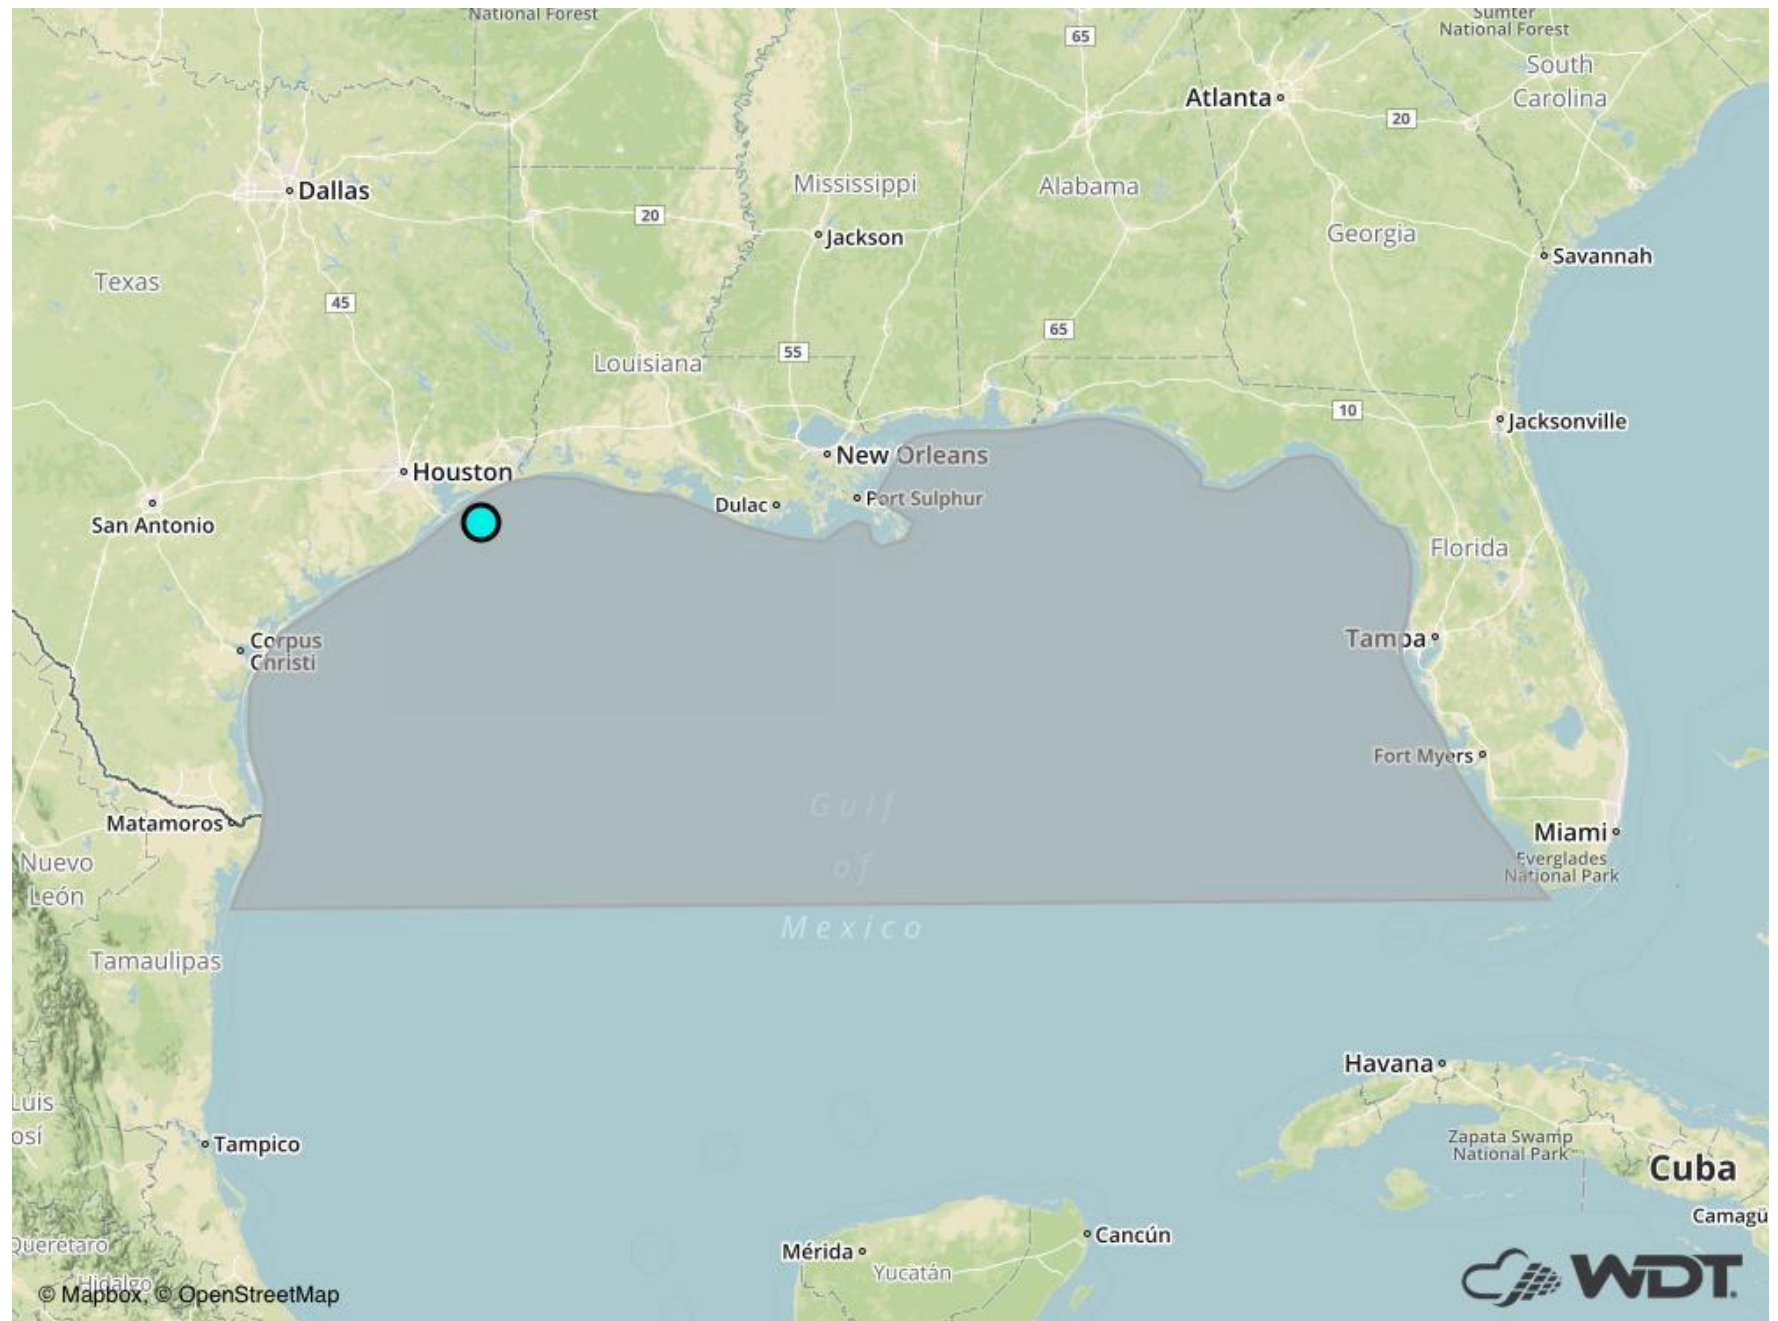 National Forest
Sumter
National Forest
65
South
Carolina
Atlanta
20
Dallas
Mississippi
Alabama
20
Jackson
Georgia
Savannah
Texas
45
65
55
Louisiana
10
Jacksonville
New Orleans
Houston
Port Sulphur
Dulac
San Antonio
Florida
Corpus
Christi
Tampa
Fort Myers
Gulf
of
Mexico
Matamoros
Miami
Everglades
National Park
Nuevo
León
Tamaulipas
Havana
Luis
osí
Tampico
Zapata Swamp
National Park
Cuba
Camagü
Cancún
Mérida
Yucatán
Querétaro
Hidalgo
© Mapbox, © OpenStreetMap
WDT.